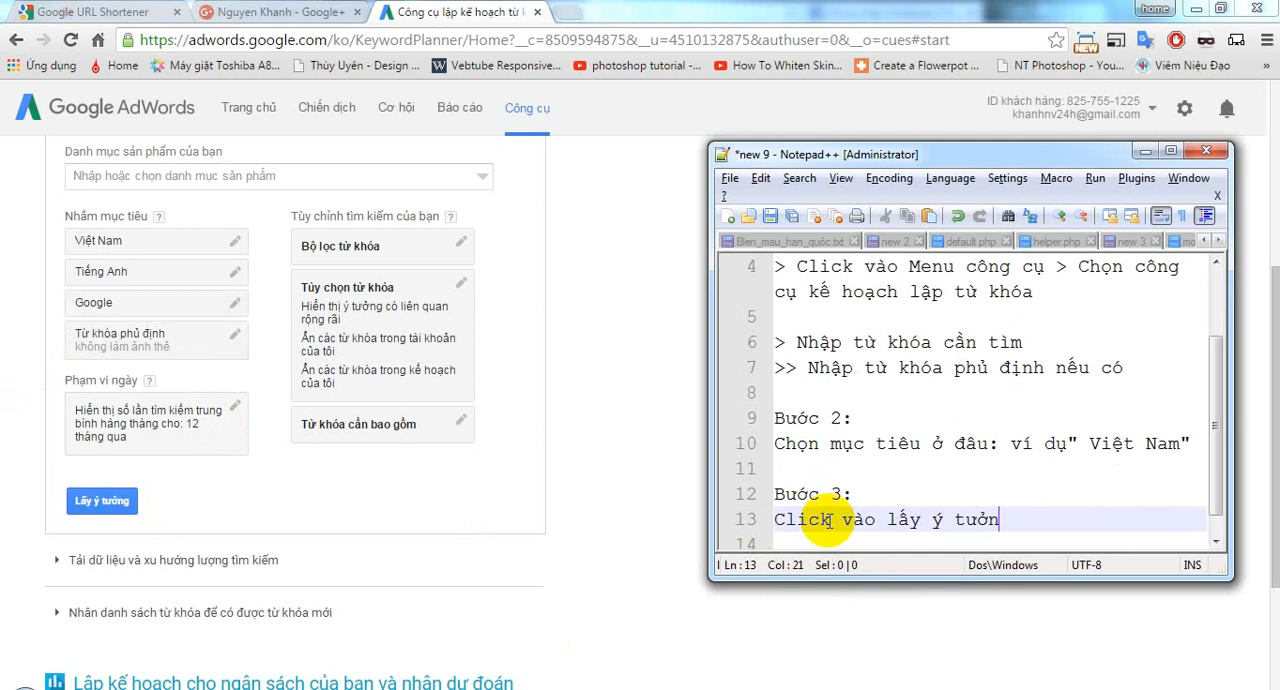 Google URL Shortener
Nguyen Khanh - Google+
Công cụ lập kế hoạch từ k
home
https://adwords.google.com/ko/KeywordPlanner/Home?__c=8509594875&__u=4510132875&authuser=0&__o=cues#start
NEW
Ứng dụng
Home
Máy giặt Toshiba A8...
Thùy Uyên - Design ...
Webtube Responsive...
photoshop tutorial -...
How To Whiten Skin...
Create a Flowerpot ...
NT Photoshop - You...
Viêm Niệu Đạo
»
Google AdWords
Trang chủ
Chiến dịch
Cơ hội
Báo cáo
Công cụ
ID khách hàng: 825-755-1225
khanhnv24h@gmail.com
Danh mục sản phẩm của bạn
Nhập hoặc chọn danh mục sản phẩm
Nhắm mục tiêu ?
Việt Nam
Tiếng Anh
Google
Từ khóa phủ định
không làm ảnh thẻ
Phạm vi ngày ?
Hiển thị số lần tìm kiếm trung
bình hàng tháng cho: 12
tháng qua
Tùy chỉnh tìm kiếm của bạn ?
Bộ lọc từ khóa
Tùy chọn từ khóa
Hiển thị ý tưởng có liên quan
rộng rãi
Ẩn các từ khóa trong tài khoản
của tôi
Ẩn các từ khóa trong kế hoạch
của tôi
Từ khóa cần bao gồm
Lấy ý tưởng
Tải dữ liệu và xu hướng lượng tìm kiếm
Nhân danh sách từ khóa để có được từ khóa mới
Lập kế hoạch cho ngân sách của bạn và nhận dự đoán
*new 9 - Notepad++ [Administrator]
File Edit Search View Encoding Language Settings Macro Run Plugins Window
? X
Blen_mau_han_quốc.bd
new 2
default.php
helper.php
new 3
mo
4 > Click vào Menu công cụ > Chọn công
cụ kế hoạch lập từ khóa
5
6 > Nhập từ khóa cần tìm
7 >> Nhập từ khóa phủ định nếu có
8
9 Bước 2:
10 Chọn mục tiêu ở đâu: ví dụ" Việt Nam"
11
12 Bước 3:
13 Click vào lấy ý tưởn
14
Ln : 13 Col : 21 Sel : 0 | 0
Dos\Windows
UTF-8
INS